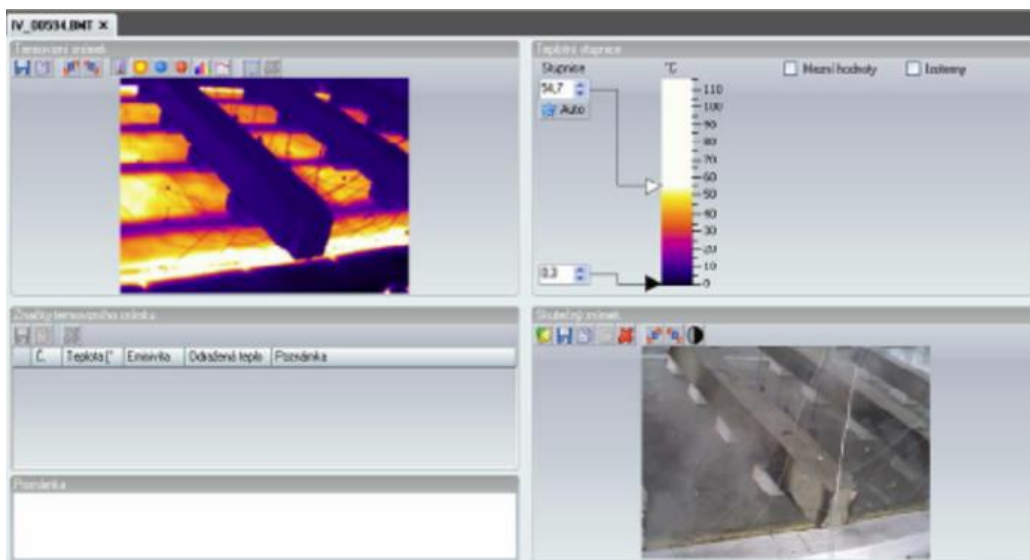 IV_00594.BMT ×
Termovizní snímek
Teplotní stupnice
Stupnice
°C
Mezní hodnoty
Izotermy
54,7
Auto
110
100
90
80
70
60
50
40
30
20
10
0
0,3
Značky termovizního snímku
Skutečný snímek
Č.
Teplota [°
Emisivita
Odražená teplo
Poznámka
Poznámka